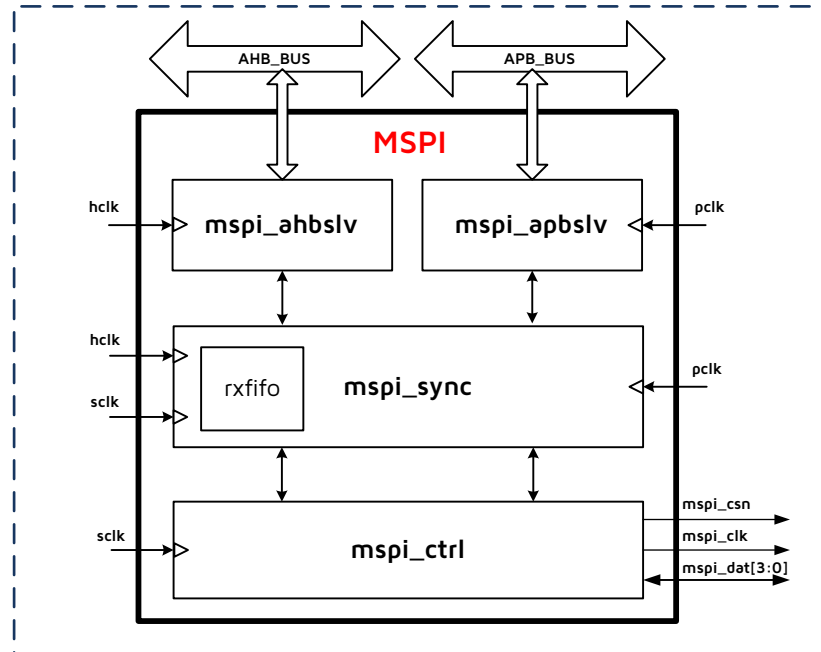 AHB_BUS
APB_BUS
MSPI
hclk
mspi_ahbslv
mspi_apbslv
pclk
hclk
sclk
rxfifo
mspi_sync
pclk
sclk
mspi_ctrl
mspi_csn
mspi_clk
mspi_dat[3:0]